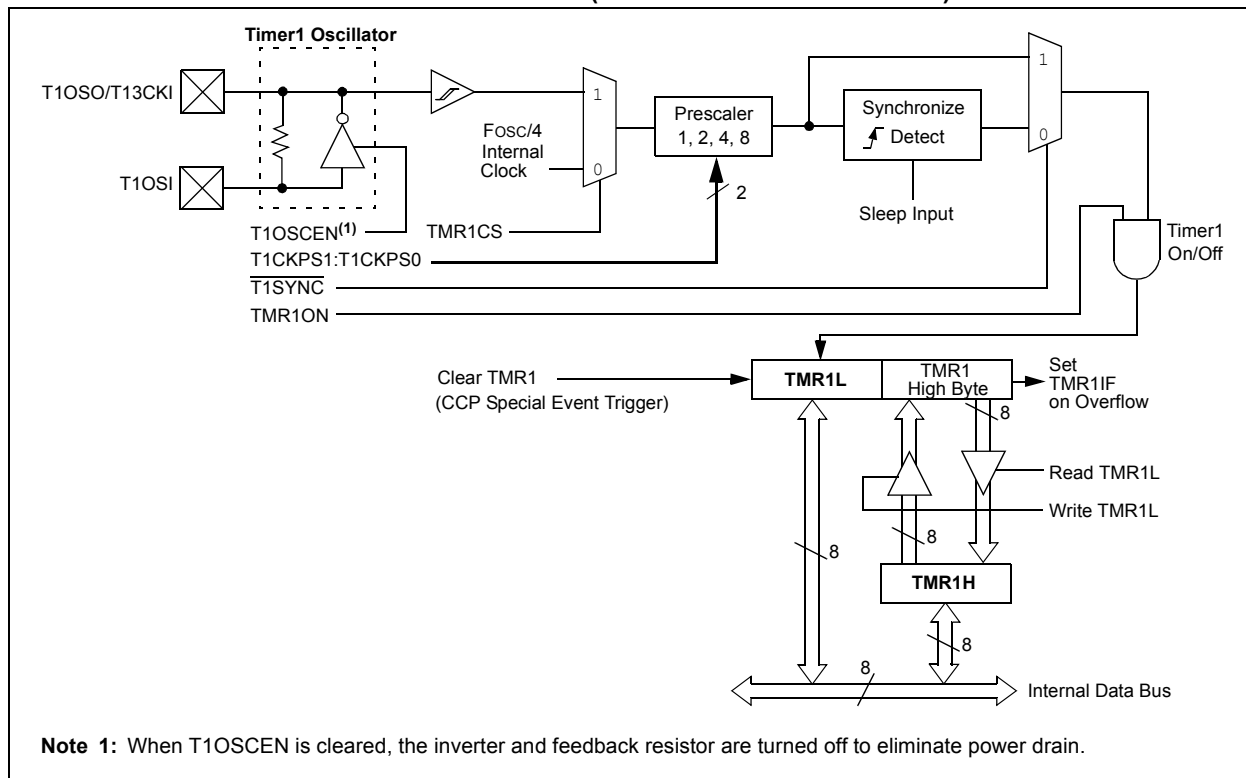 Timer1 Oscillator
T1OSO/T13CKI
T1OSI
1
0
FOSC/4
Internal
Clock
Prescaler
1, 2, 4, 8
2
Synchronize
Detect
Sleep Input
1
0
T1OSCEN(1)
TMR1CS
T1CKPS1:T1CKPS0
T1SYNC
TMR1ON
Timer1
On/Off
Clear TMR1
(CCP Special Event Trigger)
TMR1L
TMR1
High Byte
Set
TMR1IF
on Overflow
8
Read TMR1L
Write TMR1L
8
8
TMR1H
8
8
Internal Data Bus
Note 1: When T1OSCEN is cleared, the inverter and feedback resistor are turned off to eliminate power drain.